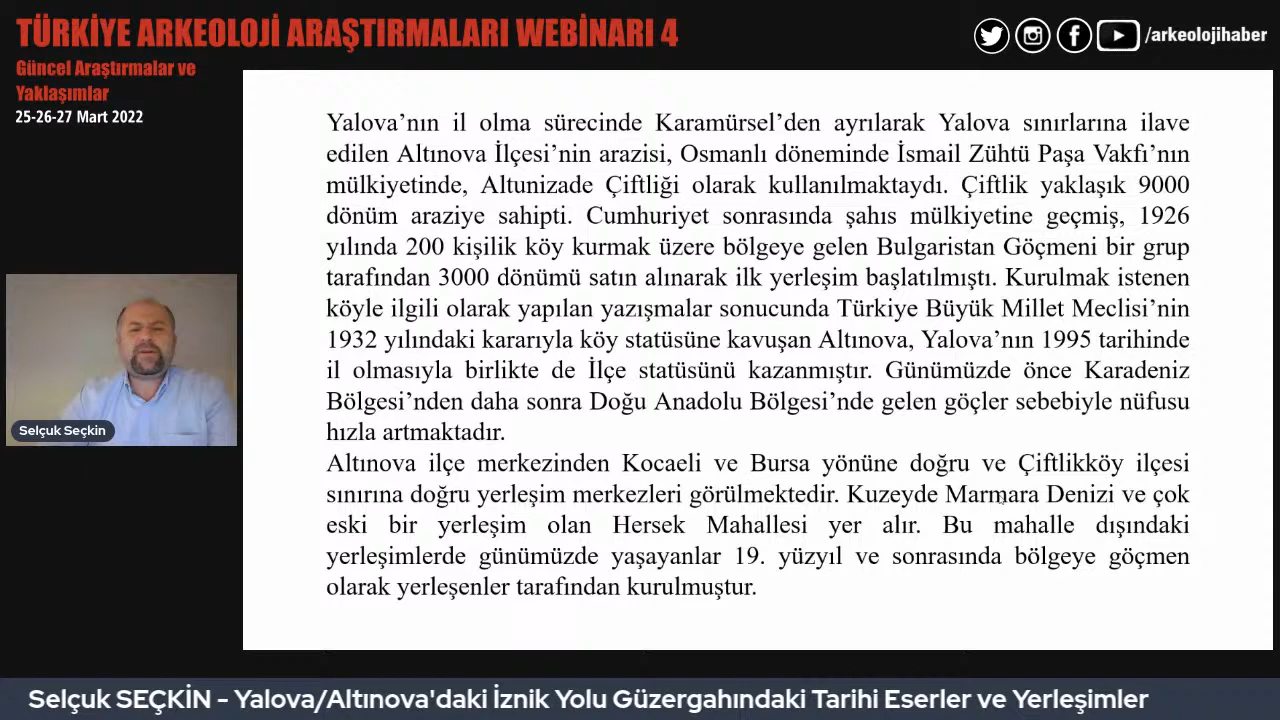 TÜRKİYE ARKEOLOJİ ARAŞTIRMALARI WEBİNARI 4
Güncel Araştırmalar ve
Yaklaşımlar
25-26-27 Mart 2022
/arkeolojihaber
Yalova’nın il olma sürecinde Karamürsel’den ayrılarak Yalova sınırlarına ilave
edilen Altınova İlçesi’nin arazisi, Osmanlı döneminde İsmail Zühtü Paşa Vakfı’nın
mülkiyetinde, Altunizade Çiftliği olarak kullanılmaktaydı. Çiftlik yaklaşık 9000
dönüm araziye sahipti. Cumhuriyet sonrasında şahıs mülkiyetine geçmiş, 1926
yılında 200 kişilik köy kurmak üzere bölgeye gelen Bulgaristan Göçmeni bir grup
tarafından 3000 dönümü satın alınarak ilk yerleşim başlatılmıştı. Kurulmak istenen
köyle ilgili olarak yapılan yazışmalar sonucunda Türkiye Büyük Millet Meclisi’nin
1932 yılındaki kararıyla köy statüsüne kavuşan Altınova, Yalova’nın 1995 tarihinde
il olmasıyla birlikte de İlçe statüsünü kazanmıştır. Günümüzde önce Karadeniz
Bölgesi’nden daha sonra Doğu Anadolu Bölgesi’nde gelen göçler sebebiyle nüfusu
hızla artmaktadır.
Altınova ilçe merkezinden Kocaeli ve Bursa yönüne doğru ve Çiftlikköy ilçesi
sınırına doğru yerleşim merkezleri görülmektedir. Kuzeyde Marmara Denizi ve çok
eski bir yerleşim olan Hersek Mahallesi yer alır. Bu mahalle dışındaki
yerleşimlerde günümüzde yaşayanlar 19. yüzyıl ve sonrasında bölgeye göçmen
olarak yerleşenler tarafından kurulmuştur.
Selçuk Seçkin
Selçuk SEÇKİN - Yalova/Altınova'daki İznik Yolu Güzergahındaki Tarihi Eserler ve Yerleşimler